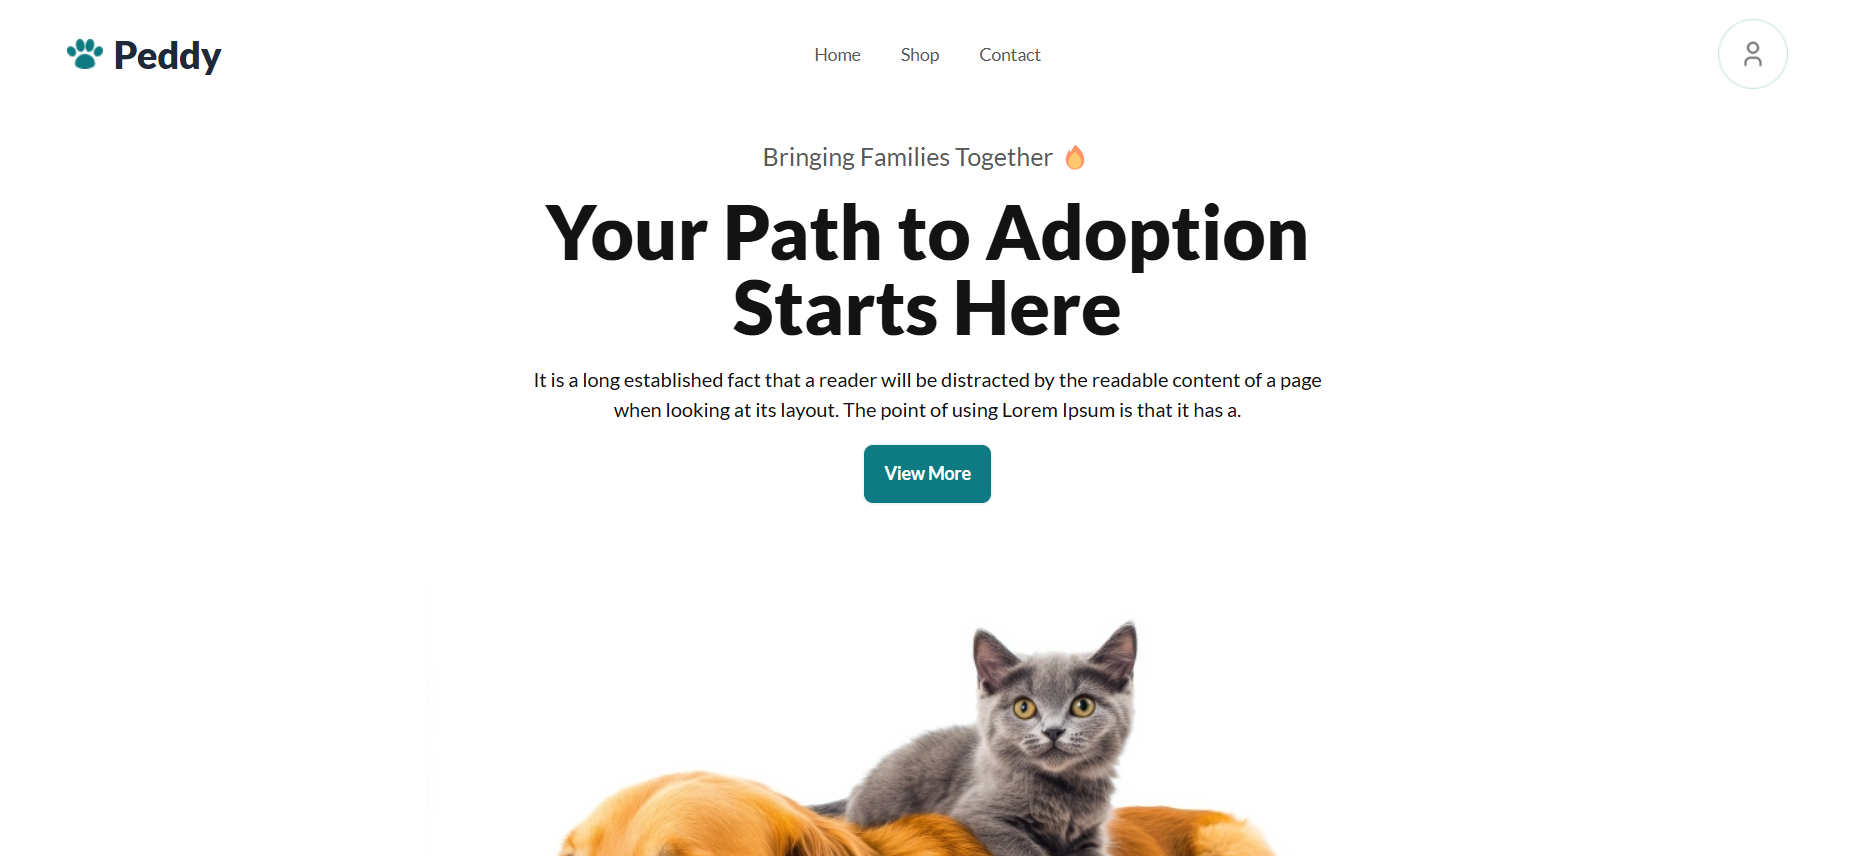 Peddy
Home
Shop
Contact
Bringing Families Together
Your Path to Adoption
Starts Here
It is a long established fact that a reader will be distracted by the readable content of a page
when looking at its layout. The point of using Lorem Ipsum is that it has a.
View More